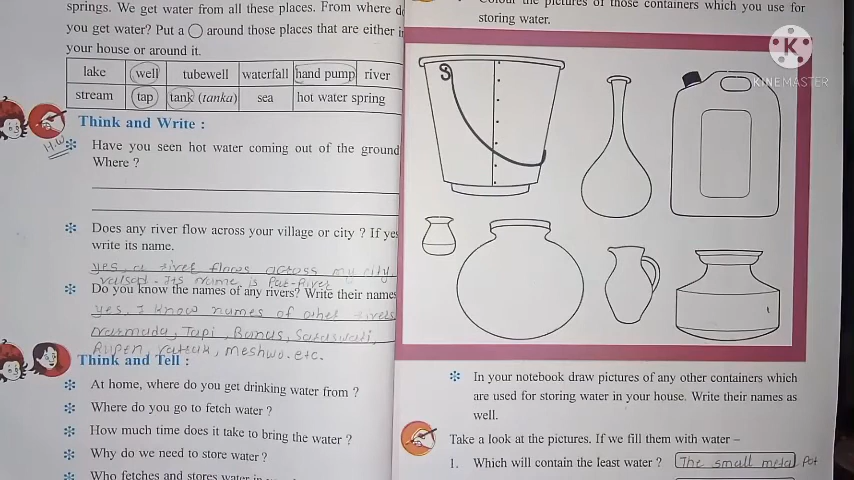 springs. We get water from all these places. From where do
you get water? Put a ◯ around those places that are either i
your house or around it.
lake well tubewell waterfall hand pump river
stream tap tank (tanka) sea hot water spring
Think and Write :
H.W
Have you seen hot water coming out of the ground
Where ?
Does any river flow across your village or city ? If yes
write its name.
yes, a river flows across my city
valsad. Its name is Par-River
Do you know the names of any rivers? Write their names
yes. I know names of other rivers
Narmada, Tapi, Banas, Saraswati,
Rupen, Meshwo. etc.
Think and Tell :
At home, where do you get drinking water from ?
Where do you go to fetch water ?
How much time does it take to bring the water ?
Why do we need to store water ?
Who fetches and stores water in
Colour the pictures of those containers which you use for
storing water.
K
KINEMASTER
In your notebook draw pictures of any other containers which
are used for storing water in your house. Write their names as
well.
Take a look at the pictures. If we fill them with water –
1. Which will contain the least water ? The small metal pot